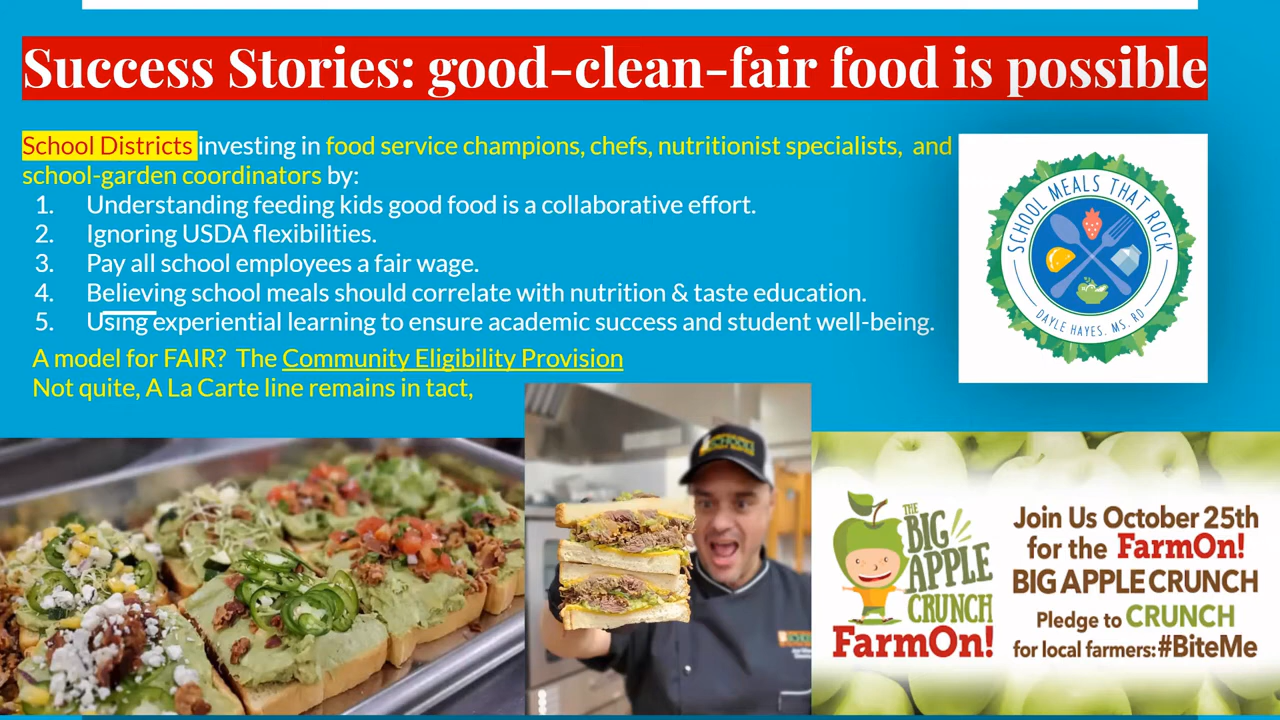 Success Stories: good-clean-fair food is possible
School Districts investing in food service champions, chefs, nutritionist specialists, and
school-garden coordinators by:
1. Understanding feeding kids good food is a collaborative effort.
2. Ignoring USDA flexibilities.
3. Pay all school employees a fair wage.
4. Believing school meals should correlate with nutrition & taste education.
5. Using experiential learning to ensure academic success and student well-being.
A model for FAIR? The Community Eligibility Provision
Not quite, A La Carte line remains in tact,
SCHOOL MEALS THAT ROCK
DAYLE HAYES, MS, RD
THE
BIG
APPLE
CRUNCH
FarmOn!
Join Us October 25th
for the FarmOn!
BIG APPLE CRUNCH
Pledge to CRUNCH
for local farmers: #BiteMe